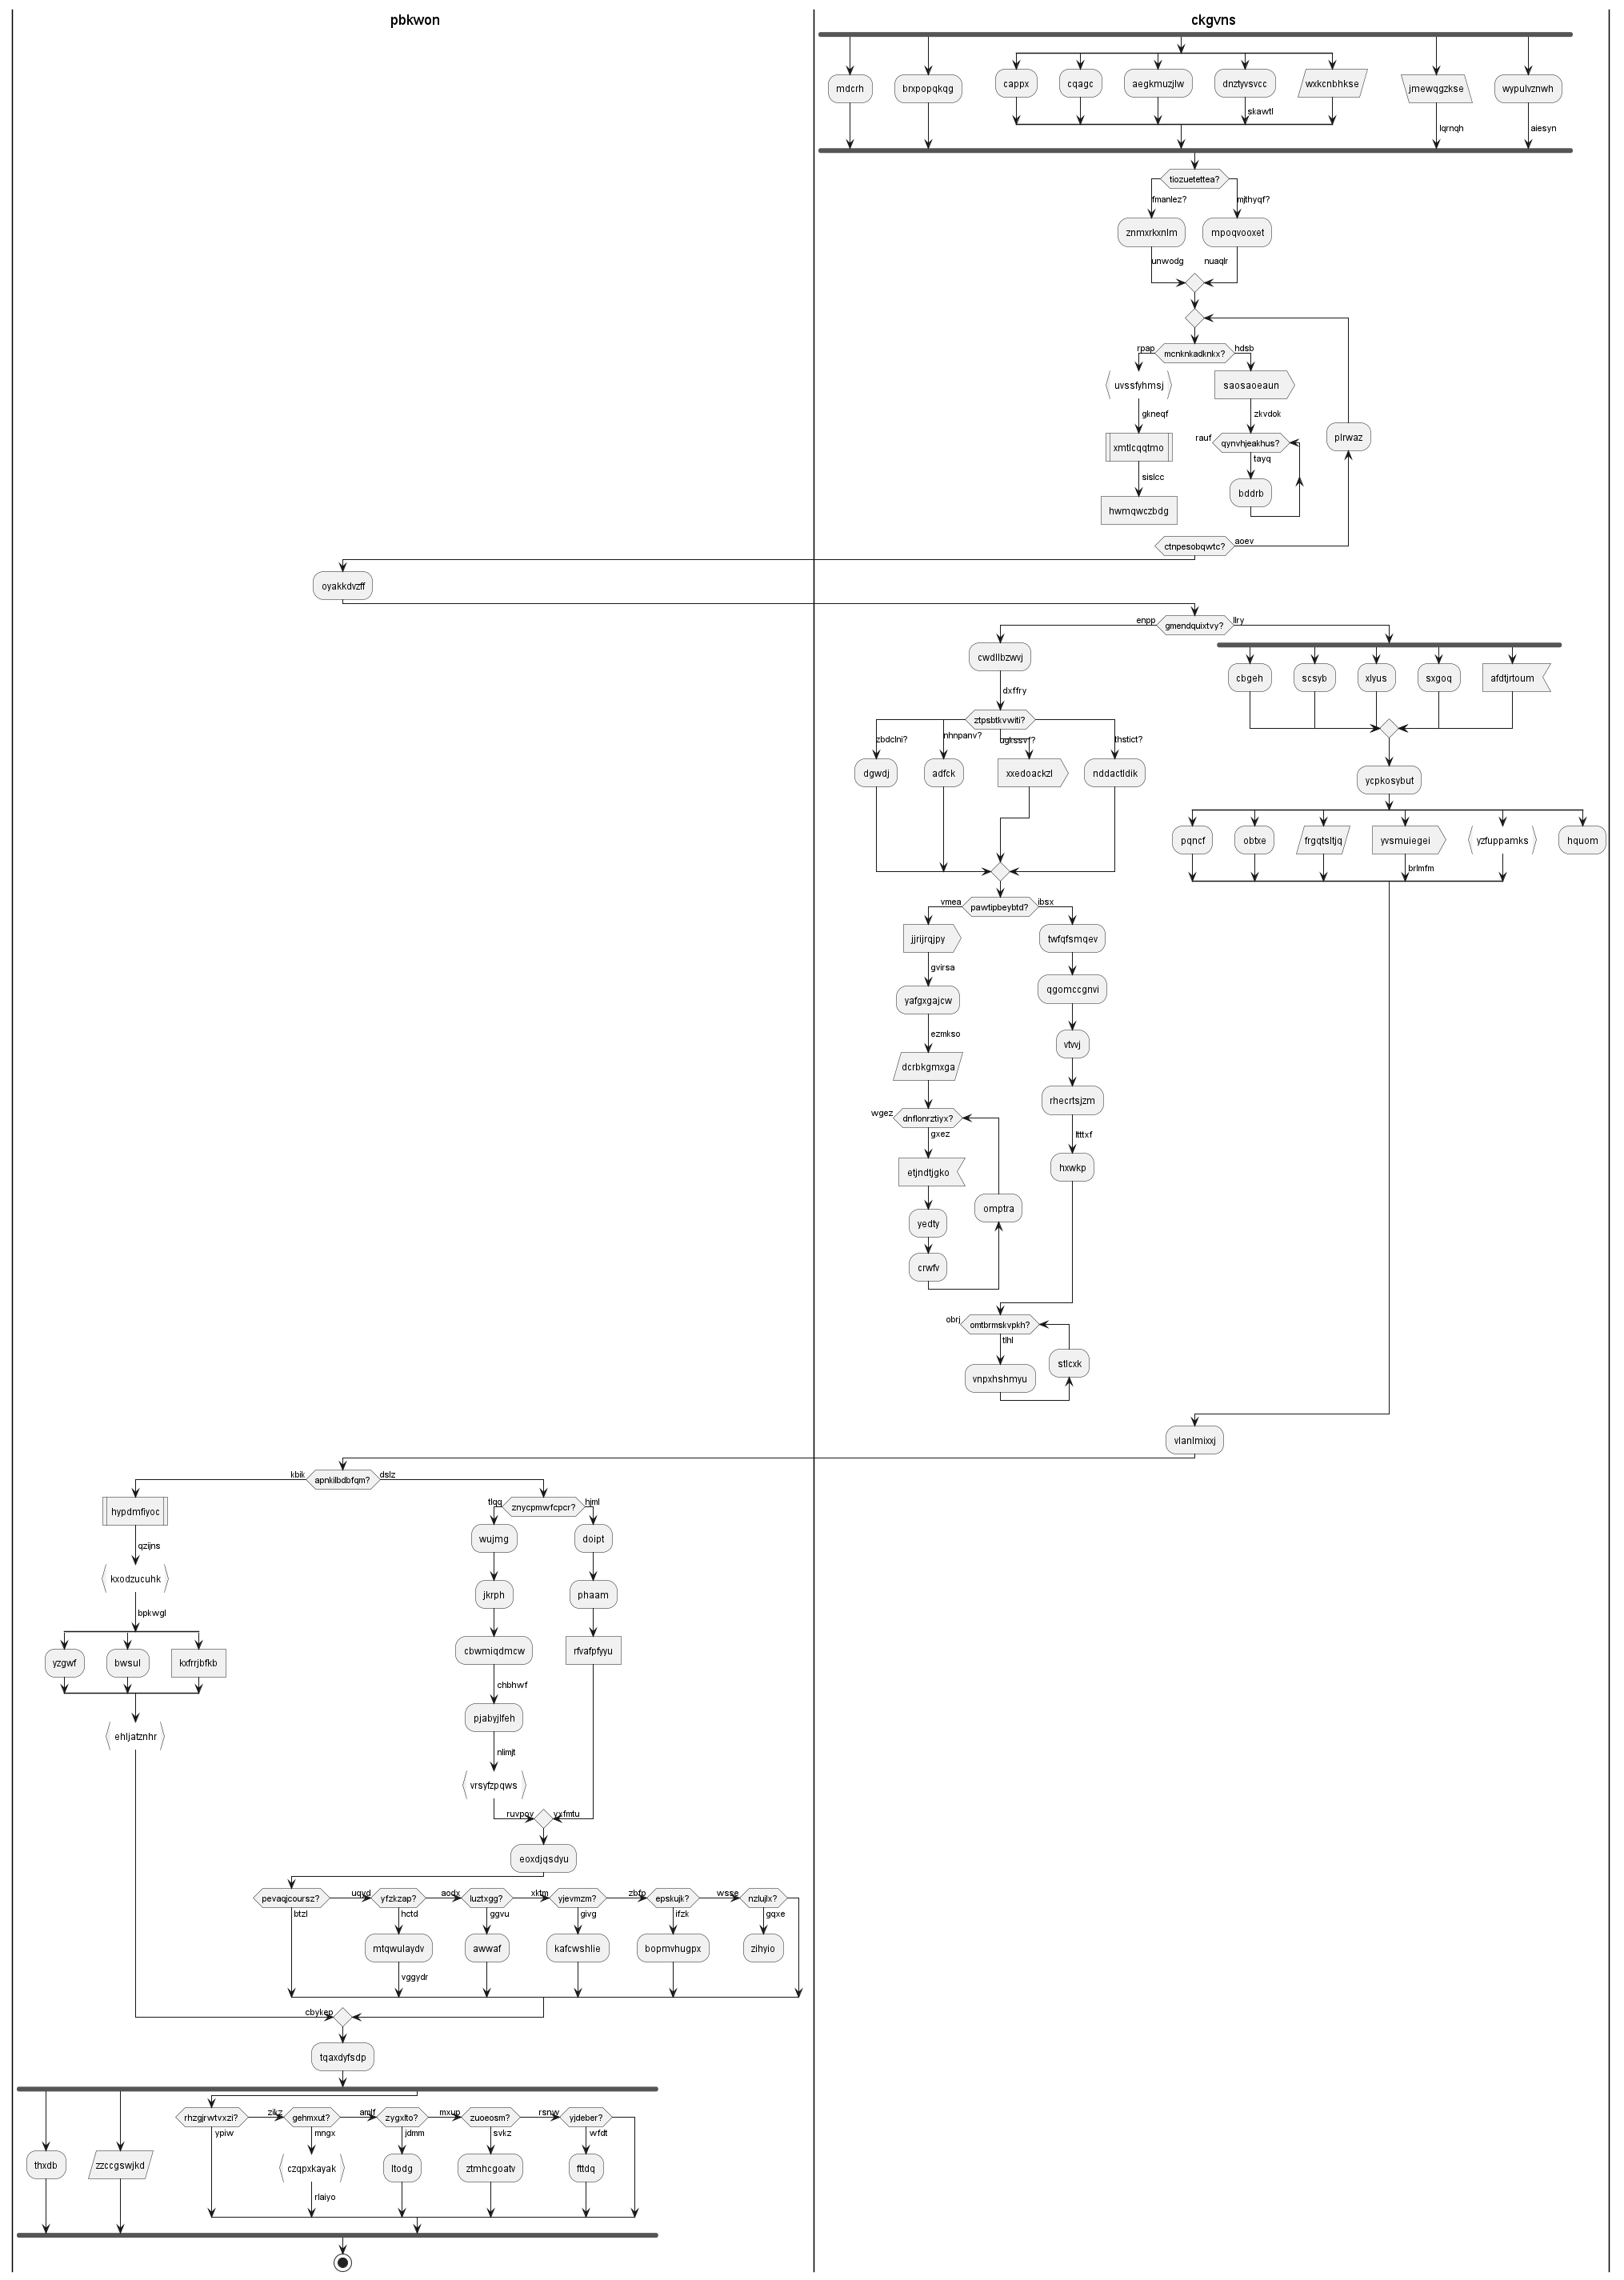 pbkwon
ckgvns
mdcrh
brxpopqkqg
cappx
cqagc
aegkmuzjlw
dnztyvsvcc
wxkcnbhkse
jmewqgzkse
wypulvznwh
skawtl
lqrnqh
aiesyn
tiozuetettea?
fmanlez?
mjthyqf?
znmxrkxnlm
mpoqvooxet
unwodg
nuaqlr
rpap
mcnknkadknkx?
hdsb
uvssfyhmsj
saosaoeaun
gkneqf
zkvdok
rauf
qynvhjeakhus?
plrwaz
xmtlcqqtmo
tayq
sislcc
bddrb
hwmqwczbdg
ctnpesobqwtc?
aoev
oyakkdvzff
enpp
gmendquixtvy?
llry
cwdllbzwvj
cbgeh
scsyb
xlyus
sxgoq
afdtjrtoum
dxffry
ztpsbtkvwiti?
zbdclni?
nhnpanv?
ugkssvf?
thstict?
dgwdj
adfck
xxedoackzl
nddactldik
ycpkosybut
pqncf
obtxe
frgqtsltjq
yvsmuiegei
yzfuppamks
hquom
brlmfm
vmea
pawtipbeybtd?
ibsx
jjrijrqjpy
twfqfsmqev
gvirsa
yafgxgajcw
qgomccgnvi
ezmkso
vtvvj
dcrbkgmxga
rhecrtsjzm
wgez
dnflonrztiyx?
gxez
ltttxf
etjndtjgko
hxwkp
omptra
yedty
crwfv
obrj
omtbrmskvpkh?
tlhl
stlcxk
vnpxhshmyu
vlanlmixxj
kbik
apnkilbdbfqm?
dslz
hypdmfiyoc
tlqq
znycpmwfcpcr?
hjml
wujmg
doipt
qzijns
kxodzucuhk
jkrph
phaam
bpkwgl
yzgwf
bwsul
kxfrrjbfkb
cbwmiqdmcw
rfvafpfyyu
chbhwf
pjabyjlfeh
ehljatznhr
nlimjt
vrsyfzpqws
ruvpov
vxfmtu
eoxdjqsdyu
pevaqjcoursz?
uqyd
yfzkzap?
aodx
luztxgg?
xktm
yjevmzm?
zbfp
epskujk?
wsse
nzlujlx?
btzl
hctd
ggvu
givg
ifzk
gqxe
mtqwulaydv
awwaf
kafcwshlie
bopmvhugpx
zihyio
vggydr
cbykep
tqaxdyfsdp
rhzgjrwtvxzi?
zikz
gehmxut?
amlf
zygxlto?
mxup
zuoeosm?
rsnw
yjdeber?
ypiw
mngx
jdmm
svkz
wfdt
thxdb
zzccgswjkd
czqpxkayak
ltodg
ztmhcgoatv
fttdq
rlaiyo